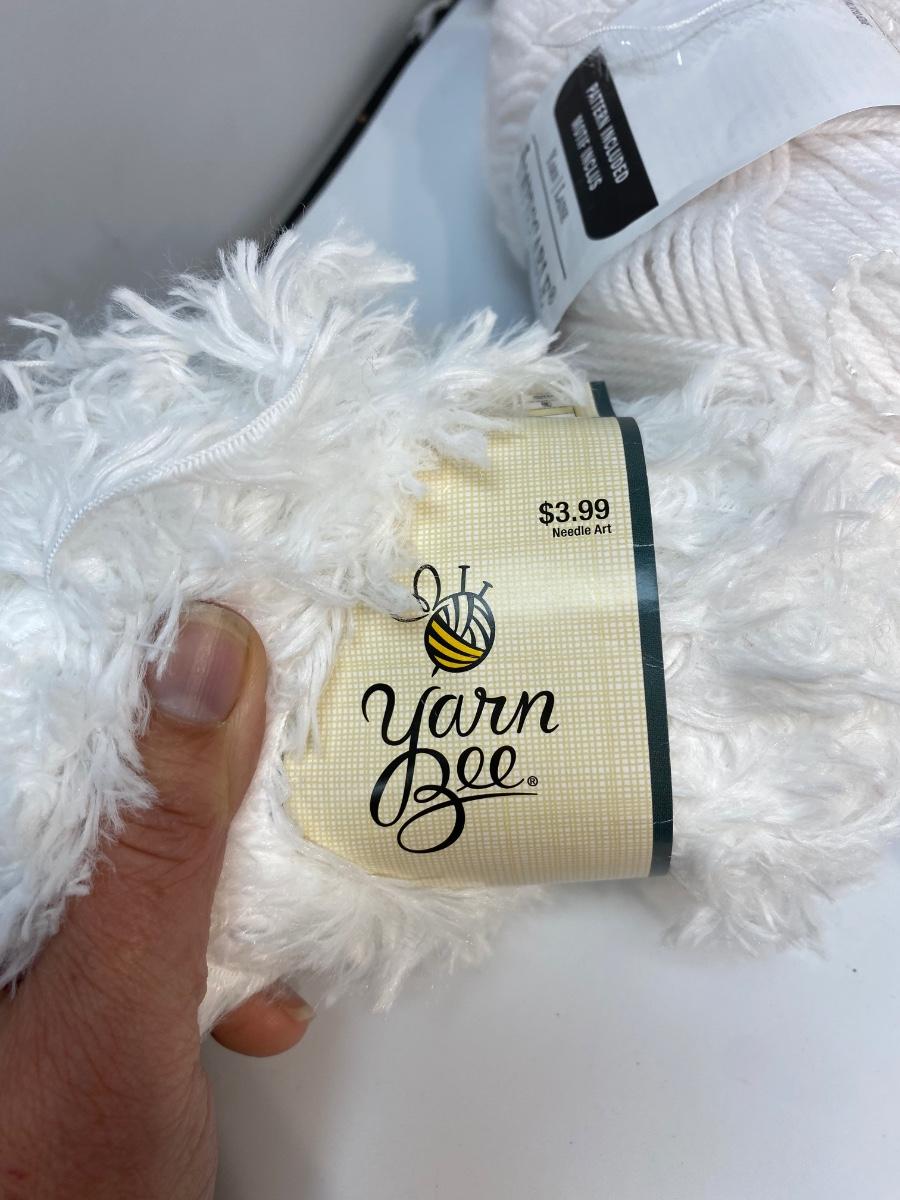 PATTERN INCLUDED
MOTIF INCLUS
$3.99
Needle Art
Yarn
Bee®